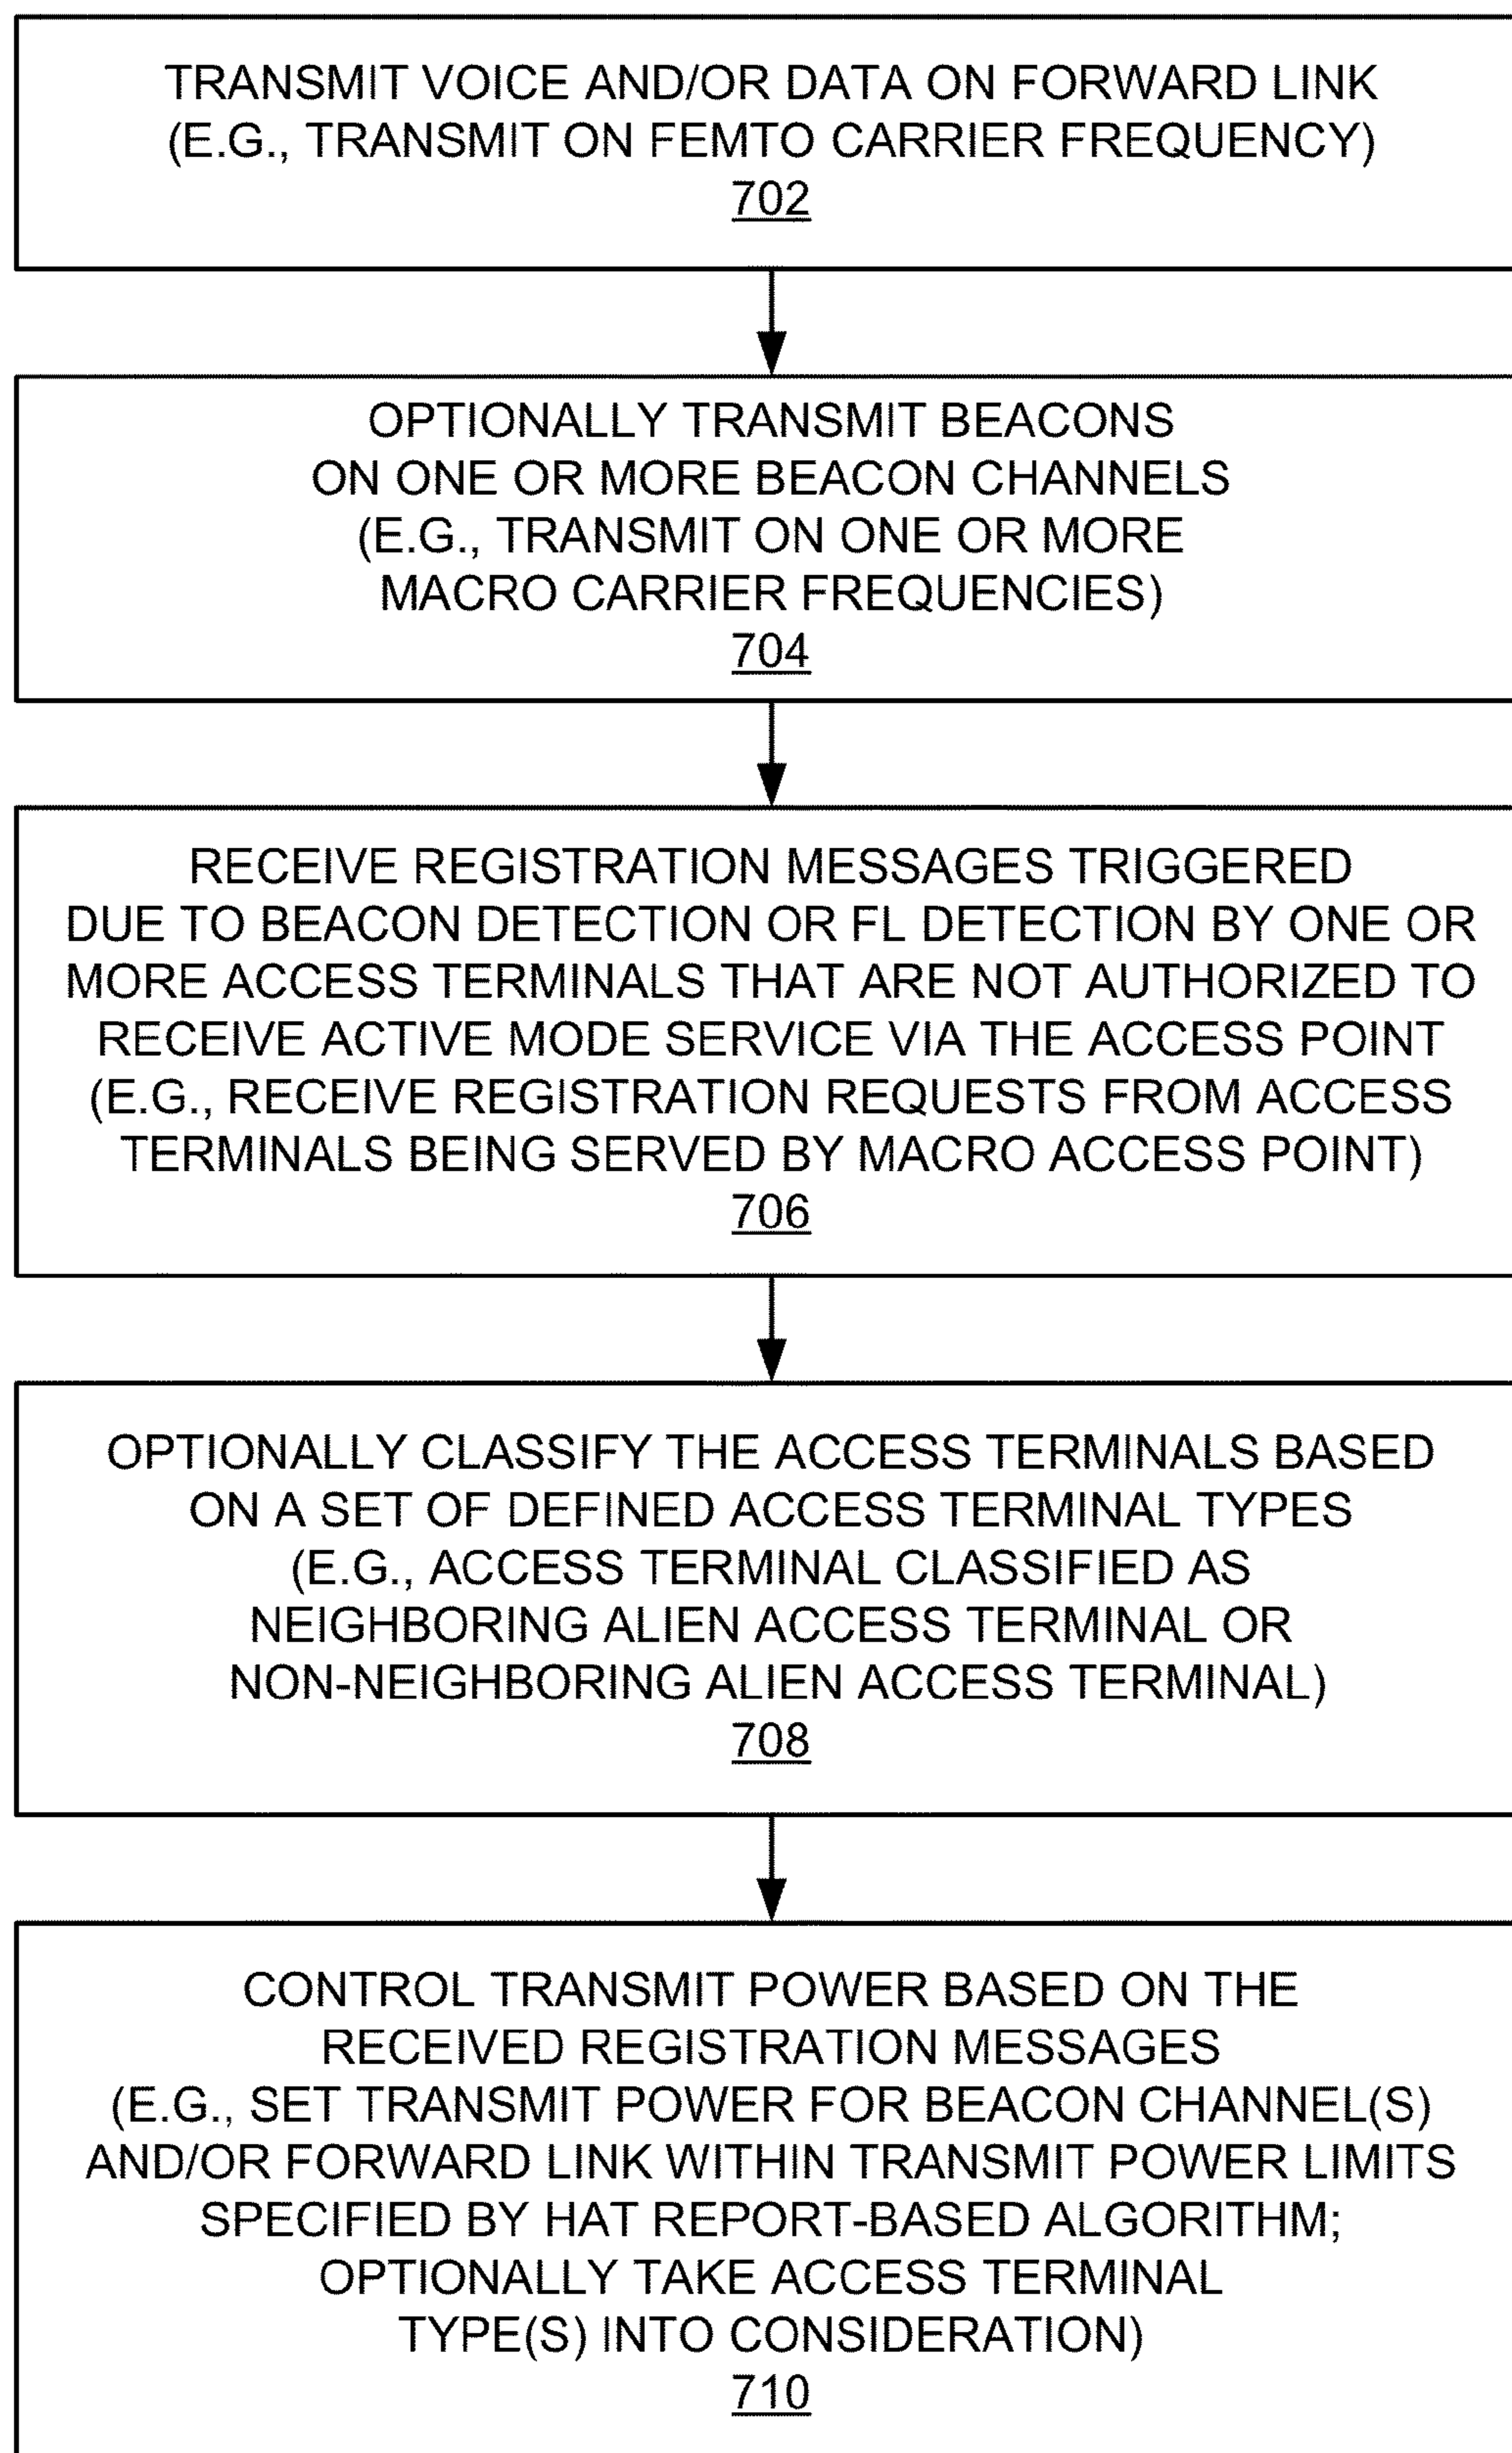 TRANSMIT VOICE AND/OR DATA ON FORWARD LINK
(E.G., TRANSMIT ON FEMTO CARRIER FREQUENCY)
702
OPTIONALLY TRANSMIT BEACONS
ON ONE OR MORE BEACON CHANNELS
(E.G., TRANSMIT ON ONE OR MORE
MACRO CARRIER FREQUENCIES)
704
RECEIVE REGISTRATION MESSAGES TRIGGERED
DUE TO BEACON DETECTION OR FL DETECTION BY ONE OR
MORE ACCESS TERMINALS THAT ARE NOT AUTHORIZED TO
RECEIVE ACTIVE MODE SERVICE VIA THE ACCESS POINT
(E.G., RECEIVE REGISTRATION REQUESTS FROM ACCESS
TERMINALS BEING SERVED BY MACRO ACCESS POINT)
706
OPTIONALLY CLASSIFY THE ACCESS TERMINALS BASED
ON A SET OF DEFINED ACCESS TERMINAL TYPES
(E.G., ACCESS TERMINAL CLASSIFIED AS
NEIGHBORING ALIEN ACCESS TERMINAL OR
NON-NEIGHBORING ALIEN ACCESS TERMINAL)
708
CONTROL TRANSMIT POWER BASED ON THE
RECEIVED REGISTRATION MESSAGES
(E.G., SET TRANSMIT POWER FOR BEACON CHANNEL(S)
AND/OR FORWARD LINK WITHIN TRANSMIT POWER LIMITS
SPECIFIED BY HAT REPORT-BASED ALGORITHM;
OPTIONALLY TAKE ACCESS TERMINAL
TYPE(S) INTO CONSIDERATION)
710